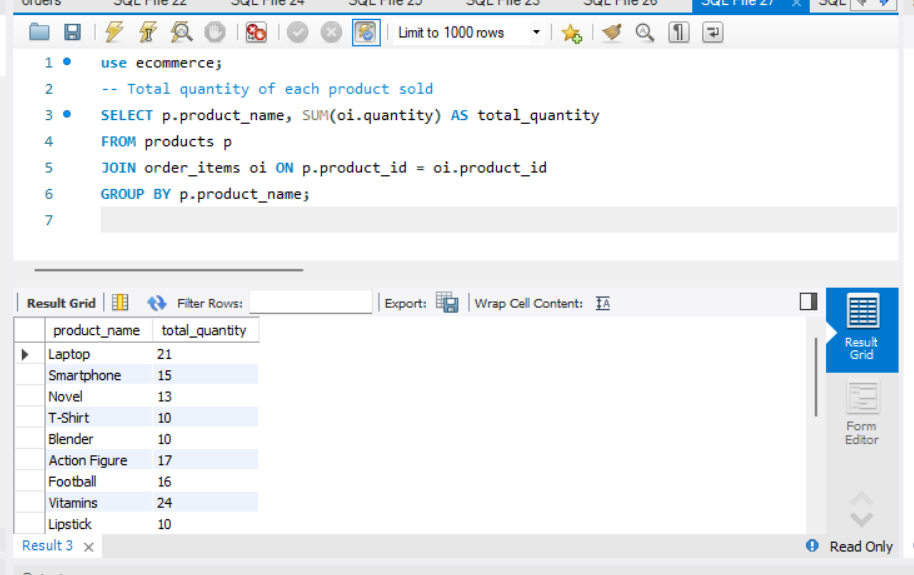 orders SQL File 22 SQL File 24 SQL File 25 SQL File 23 SQL File 26 SQL File 27 × SQL
Limit to 1000 rows
1 use ecommerce;
2 -- Total quantity of each product sold
3 SELECT p.product_name, SUM(oi.quantity) AS total_quantity
4 FROM products p
5 JOIN order_items oi ON p.product_id = oi.product_id
6 GROUP BY p.product_name;
7
Result Grid Filter Rows: Export: Wrap Cell Content: IA
product_name total_quantity
Laptop 21
Smartphone 15
Novel 13
T-Shirt 10
Blender 10
Action Figure 17
Football 16
Vitamins 24
Lipstick 10
Result
Grid
Form
Editor
Result 3 × Read Only